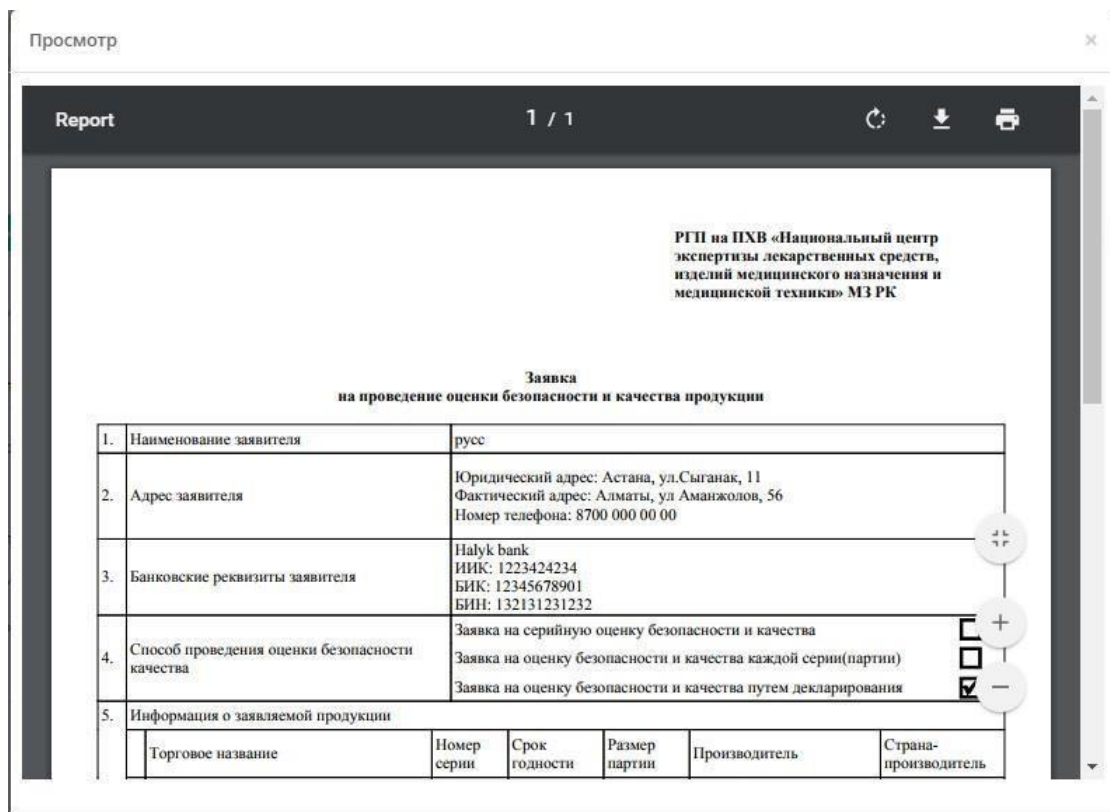 Просмотр
Report
1 / 1
РГП на ПХВ «Национальный центр
экспертизы лекарственных средств,
изделий медицинского назначения и
медицинской техники» МЗ РК
Заявка
на проведение оценки безопасности и качества продукции
1. Наименование заявителя
русс
2. Адрес заявителя
Юридический адрес: Астана, ул.Сыганак, 11
Фактический адрес: Алматы, ул Аманжолов, 56
Номер телефона: 8700 000 00 00
3. Банковские реквизиты заявителя
Halyk bank
ИИК: 1223424234
БИК: 12345678901
БИН: 132131231232
4. Способ проведения оценки безопасности
качества
Заявка на серийную оценку безопасности и качества
Заявка на оценку безопасности и качества каждой серии(партии)
Заявка на оценку безопасности и качества путем декларирования
5. Информация о заявляемой продукции
Торговое название
Номер
серии
Срок
годности
Размер
партии
Производитель
Страна-
производитель